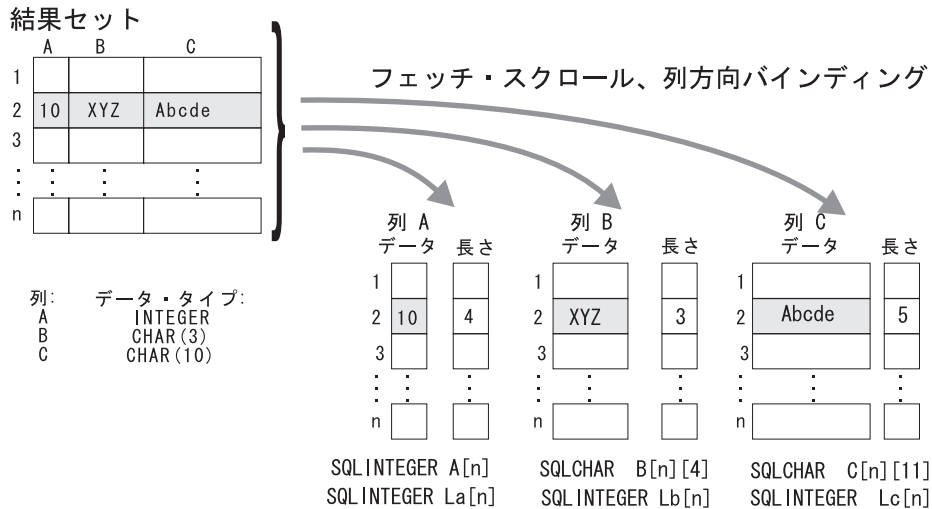 結果セット
A B C
1
2 10 XYZ Abcde
3
n
フェッチ・スクロール、列方向バインディング
列: データ・タイプ:
A INTEGER
B CHAR(3)
C CHAR(10)
列 A
データ 長さ
1
2 10 4
3
n
SQLINTEGER A[n]
SQLINTEGER La[n]
列 B
データ 長さ
1
2 XYZ 3
3
n
SQLCHAR B[n][4]
SQLINTEGER Lb[n]
列 C
データ 長さ
1
2 Abcde 5
3
n
SQLCHAR C[n][11]
SQLINTEGER Lc[n]